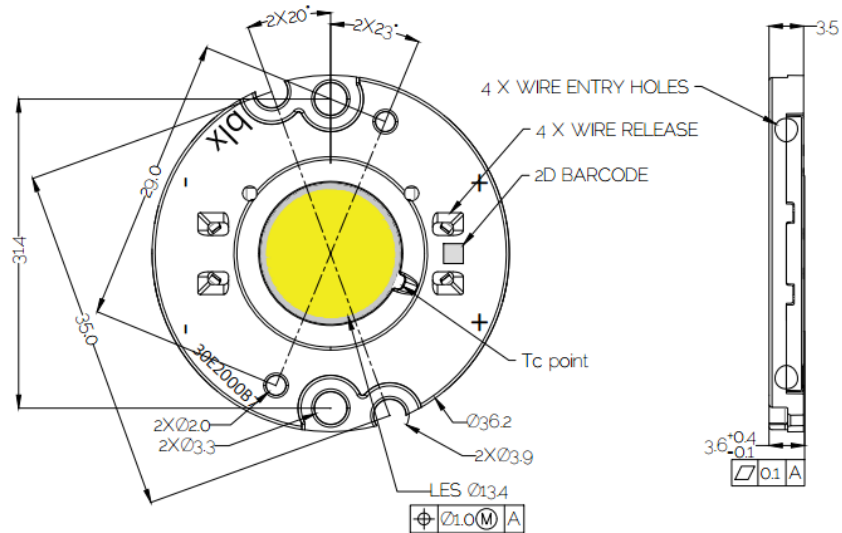 2X20°
2X23°
3.5
4 X WIRE ENTRY HOLES
4 X WIRE RELEASE
2D BARCODE
blx
29.0
31.4
35.0
-
+
-
+
30E2000B
Tc point
2XØ2.0
2XØ3.3
Ø36.2
2XØ3.9
3.6 +0.4 -0.1
▱ 0.1 A
LES Ø13.4
⌖ Ø1.0 Ⓜ A